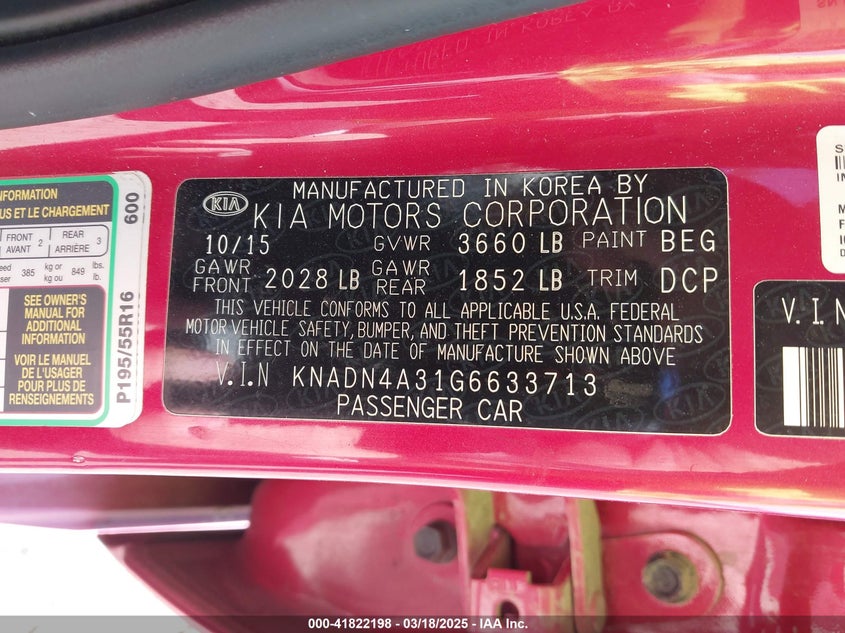 NFORMATION
US ET LE CHARGEMENT
FRONT AVANT 2 REAR ARRIÈRE 3
385 kg or kg ou 849 lbs. lb.
SEE OWNER'S
MANUAL FOR
ADDITIONAL
INFORMATION
VOIR LE MANUEL
DE L'USAGER
POUR PLUS DE
RENSEIGNEMENTS
600
P195/55R16
MANUFACTURED IN KOREA BY
KIA KIA MOTORS CORPORATION
10/15 GVWR 3660 LB PAINT BEG
GAWR FRONT 2028 LB GAWR REAR 1852 LB TRIM DCP
THIS VEHICLE CONFORMS TO ALL APPLICABLE U.S.A. FEDERAL
MOTOR VEHICLE SAFETY, BUMPER, AND THEFT PREVENTION STANDARDS
IN EFFECT ON THE DATE OF MANUFACTURE SHOWN ABOVE
V.I.N KNADN4A31G6633713
PASSENGER CAR
V.I.N
000-41822198 - 03/18/2025 - IAA Inc.